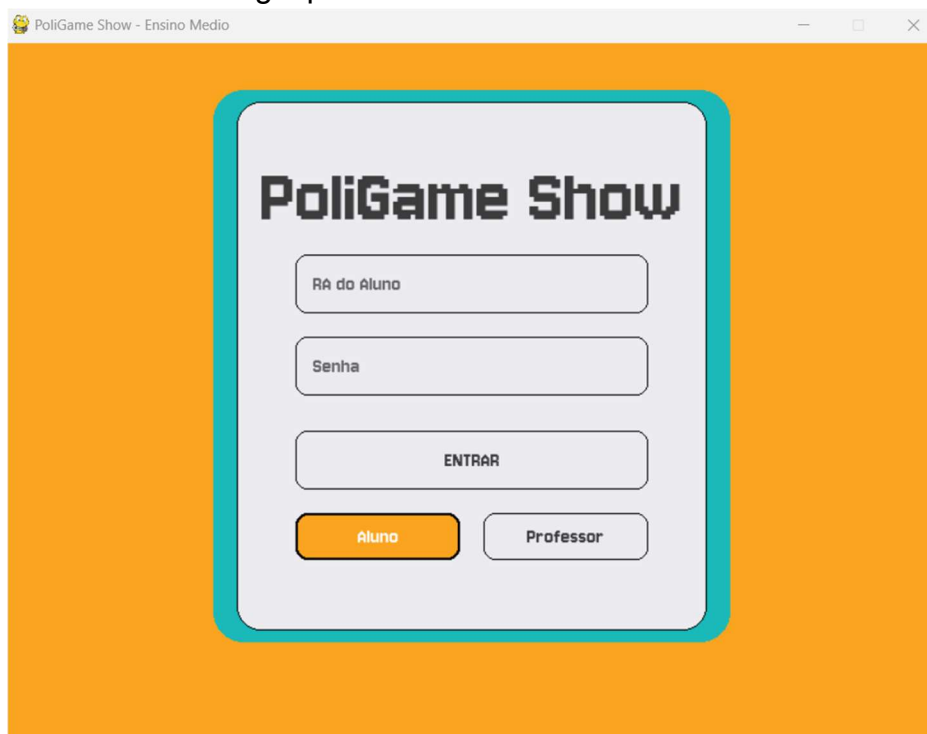 PoliGame Show - Ensino Medio
PoliGame Show
RA do Aluno
Senha
ENTRAR
Aluno
Professor